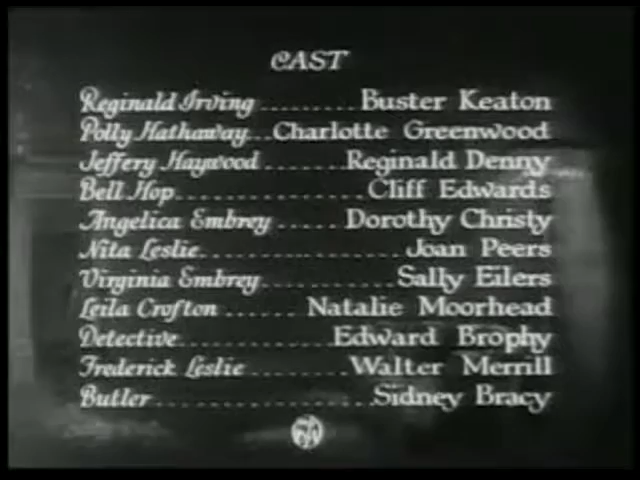 CAST
Reginald Irving ........ Buster Keaton
Polly Hathaway... Charlotte Greenwood
Jeffery Haywood ....... Reginald Denny
Bell Hop................ Cliff Edwards
Angelica Embrey ...... Dorothy Christy
Nita Leslie................. Joan Peers
Virginia Embrey............ Sally Eilers
Leila Crofton ...... Natalie Moorhead
Detective............. Edward Brophy
Frederick Leslie ......... Walter Merrill
Butler................... Sidney Bracy